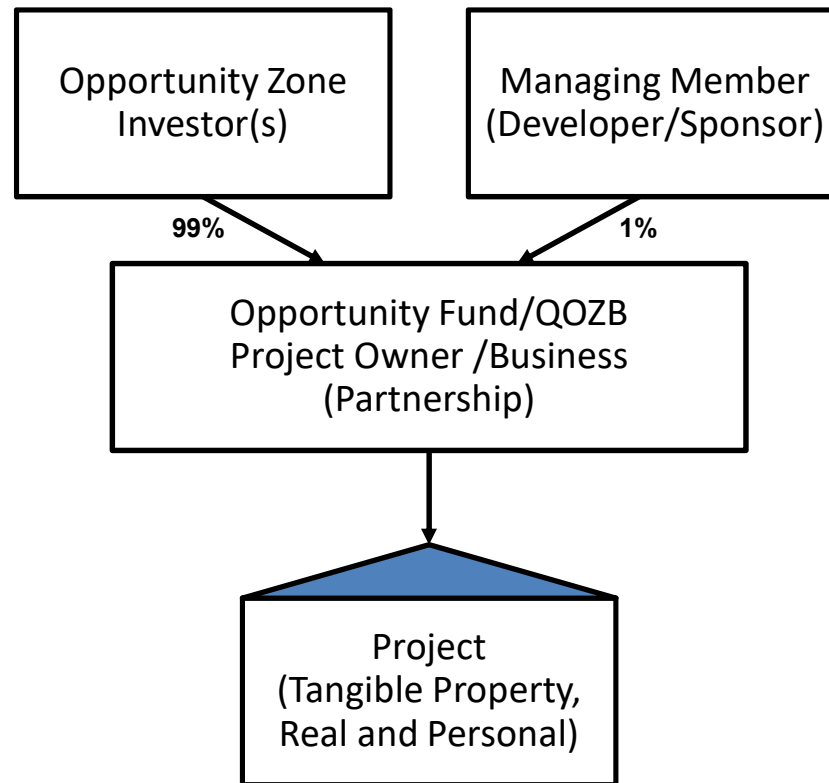 Opportunity Zone
Investor(s)
Managing Member
(Developer/Sponsor)
99%
1%
Opportunity Fund/QOZB
Project Owner /Business
(Partnership)
Project
(Tangible Property,
Real and Personal)